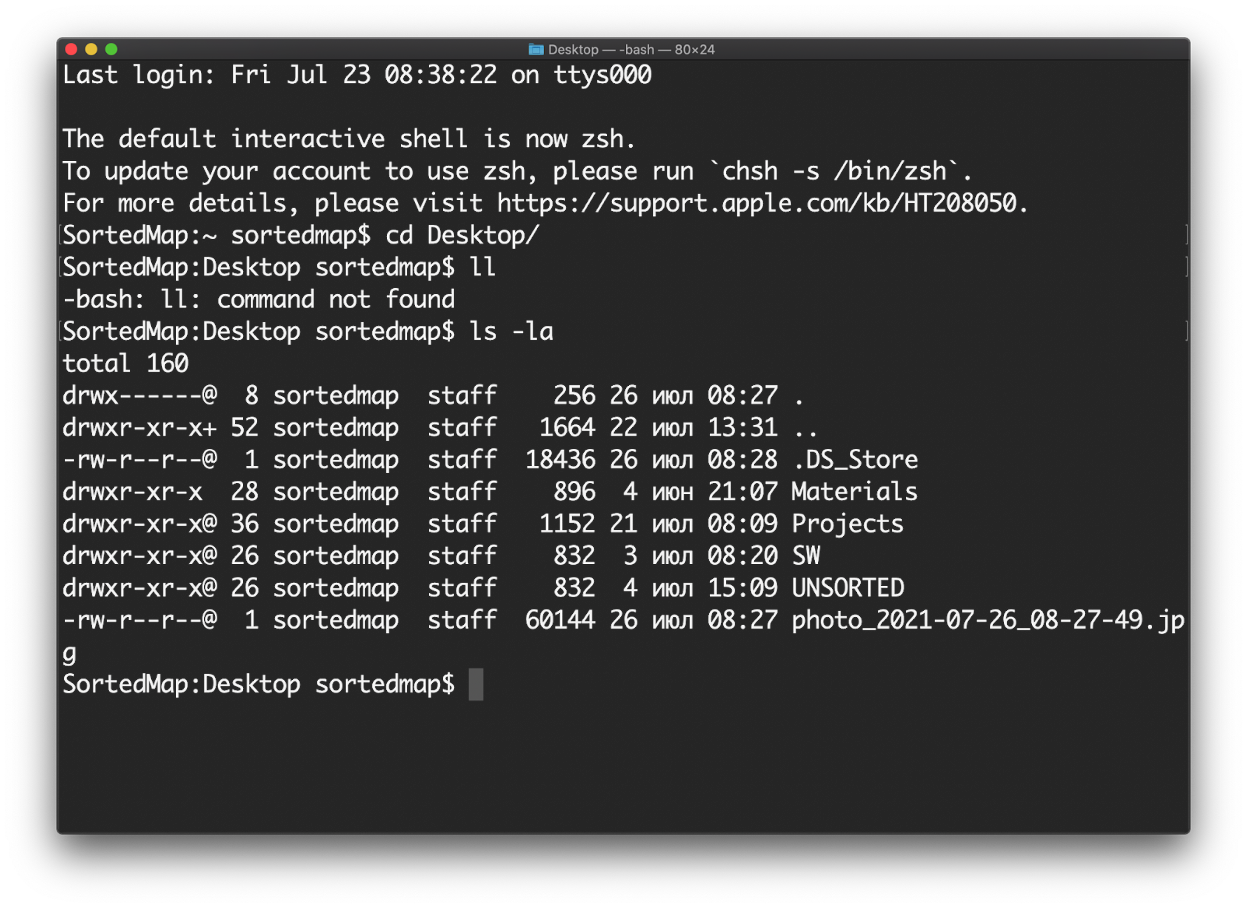 Desktop — -bash — 80×24
Last login: Fri Jul 23 08:38:22 on ttys000
The default interactive shell is now zsh.
To update your account to use zsh, please run `chsh -s /bin/zsh`.
For more details, please visit https://support.apple.com/kb/HT208050.
[SortedMap:~ sortedmap$ cd Desktop/ ]
[SortedMap:Desktop sortedmap$ ll ]
-bash: ll: command not found
[SortedMap:Desktop sortedmap$ ls -la ]
total 160
drwx------@  8 sortedmap  staff    256 26 июл 08:27 .
drwxr-xr-x+ 52 sortedmap  staff   1664 22 июл 13:31 ..
-rw-r--r--@  1 sortedmap  staff  18436 26 июл 08:28 .DS_Store
drwxr-xr-x  28 sortedmap  staff    896  4 июн 21:07 Materials
drwxr-xr-x@ 36 sortedmap  staff   1152 21 июл 08:09 Projects
drwxr-xr-x@ 26 sortedmap  staff    832  3 июл 08:20 SW
drwxr-xr-x@ 26 sortedmap  staff    832  4 июл 15:09 UNSORTED
-rw-r--r--@  1 sortedmap  staff  60144 26 июл 08:27 photo_2021-07-26_08-27-49.jp
g
SortedMap:Desktop sortedmap$